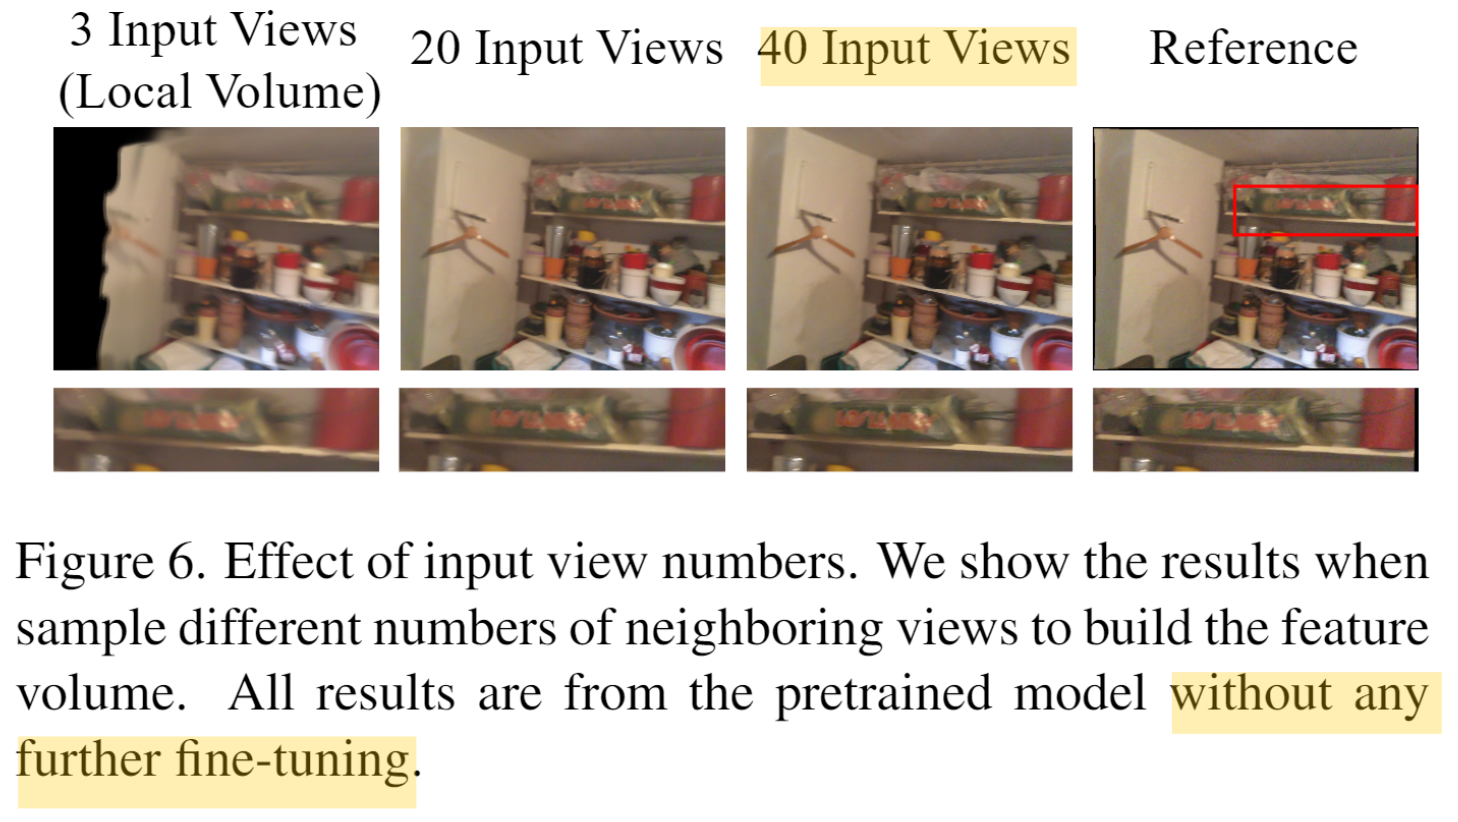 3 Input Views
(Local Volume)
20 Input Views
40 Input Views
Reference
Figure 6. Effect of input view numbers. We show the results when
sample different numbers of neighboring views to build the feature
volume. All results are from the pretrained model without any
further fine-tuning.